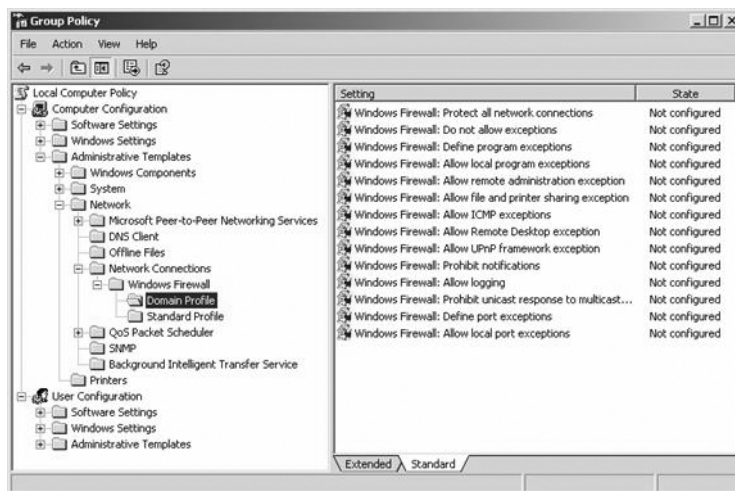 Group Policy
File Action View Help
Local Computer Policy
Computer Configuration
Software Settings
Windows Settings
Administrative Templates
Windows Components
System
Network
Microsoft Peer-to-Peer Networking Services
DNS Client
Offline Files
Network Connections
Windows Firewall
Domain Profile
Standard Profile
QoS Packet Scheduler
SNMP
Background Intelligent Transfer Service
Printers
User Configuration
Software Settings
Windows Settings
Administrative Templates
Setting State
Windows Firewall: Protect all network connections Not configured
Windows Firewall: Do not allow exceptions Not configured
Windows Firewall: Define program exceptions Not configured
Windows Firewall: Allow local program exceptions Not configured
Windows Firewall: Allow remote administration exception Not configured
Windows Firewall: Allow file and printer sharing exception Not configured
Windows Firewall: Allow ICMP exceptions Not configured
Windows Firewall: Allow Remote Desktop exception Not configured
Windows Firewall: Allow UPnP framework exception Not configured
Windows Firewall: Prohibit notifications Not configured
Windows Firewall: Allow logging Not configured
Windows Firewall: Prohibit unicast response to multicast... Not configured
Windows Firewall: Define port exceptions Not configured
Windows Firewall: Allow local port exceptions Not configured
Extended Standard